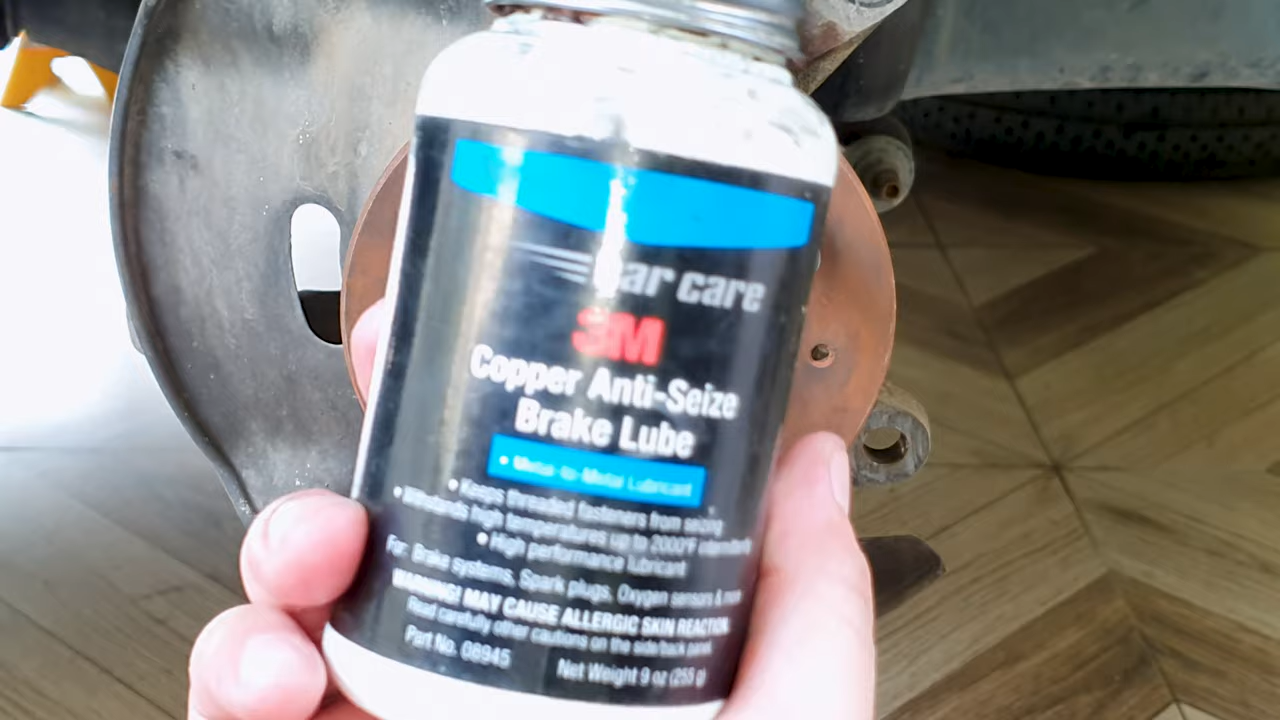 car care
3M
Copper Anti-Seize
Brake Lube
• Metal-to-Metal Lubricant
• Keeps threaded fasteners from seizing
• Withstands high temperatures up to 2000°F
• High performance lubricant
For: Brake systems, Spark plugs, Oxygen sensors &
WARNING! MAY CAUSE ALLERGIC SKIN REACTION.
Read carefully other cautions on the side/back panel.
Part No. 08945
Net Weight 9 oz (255 g